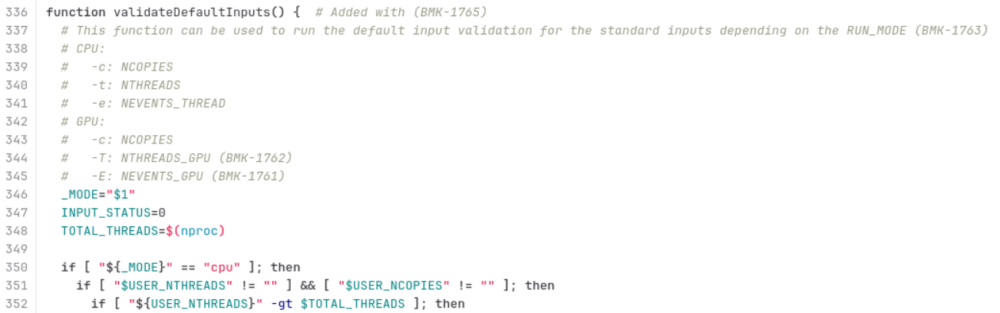 336 function validateDefaultInputs() {  # Added with (BMK-1765)
337   # This function can be used to run the default input validation for the standard inputs depending on the RUN_MODE (BMK-1763)
338   # CPU:
339   #   -c: NCOPIES
340   #   -t: NTHREADS
341   #   -e: NEVENTS_THREAD
342   # GPU:
343   #   -c: NCOPIES
344   #   -T: NTHREADS_GPU (BMK-1762)
345   #   -E: NEVENTS_GPU (BMK-1761)
346   _MODE="$1"
347   INPUT_STATUS=0
348   TOTAL_THREADS=$(nproc)
349
350   if [ "${_MODE}" == "cpu" ]; then
351     if [ "$USER_NTHREADS" != "" ] && [ "$USER_NCOPIES" != "" ]; then
352       if [ "${USER_NTHREADS}" -gt $TOTAL_THREADS ]; then